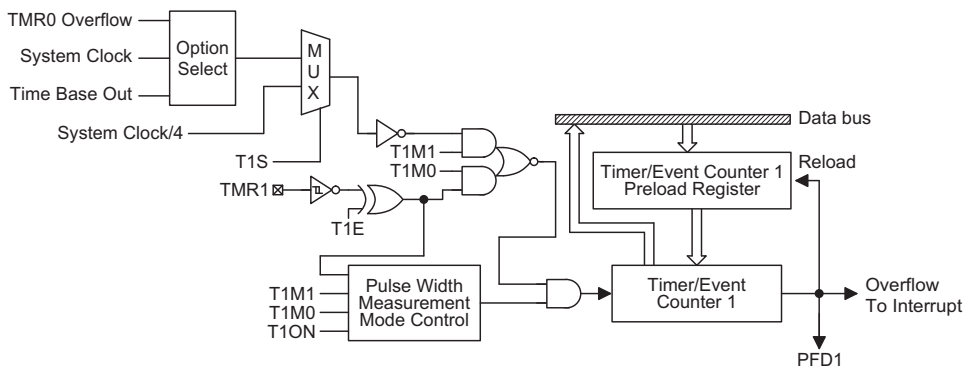 TMR0 Overflow
System Clock
Time Base Out
Option
Select
M
U
X
System Clock/4
T1S
TMR1
T1E
T1M1
T1M0
Data bus
Timer/Event Counter 1
Preload Register
Reload
T1M1
T1M0
T1ON
Pulse Width
Measurement
Mode Control
Timer/Event
Counter 1
Overflow
To Interrupt
PFD1